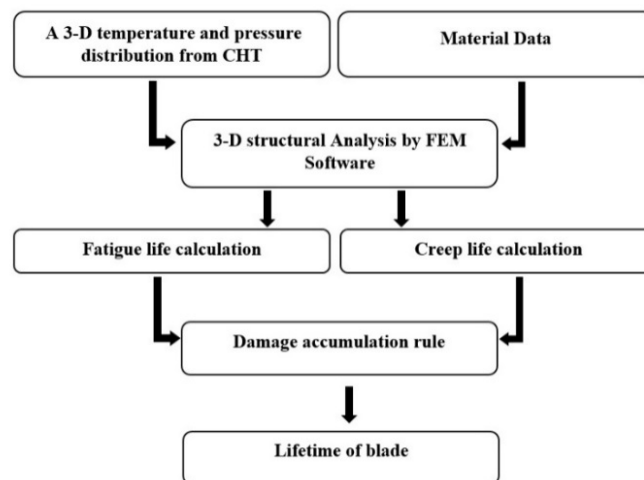 A 3-D temperature and pressure
distribution from CHT
Material Data
3-D structural Analysis by FEM
Software
Fatigue life calculation
Creep life calculation
Damage accumulation rule
Lifetime of blade